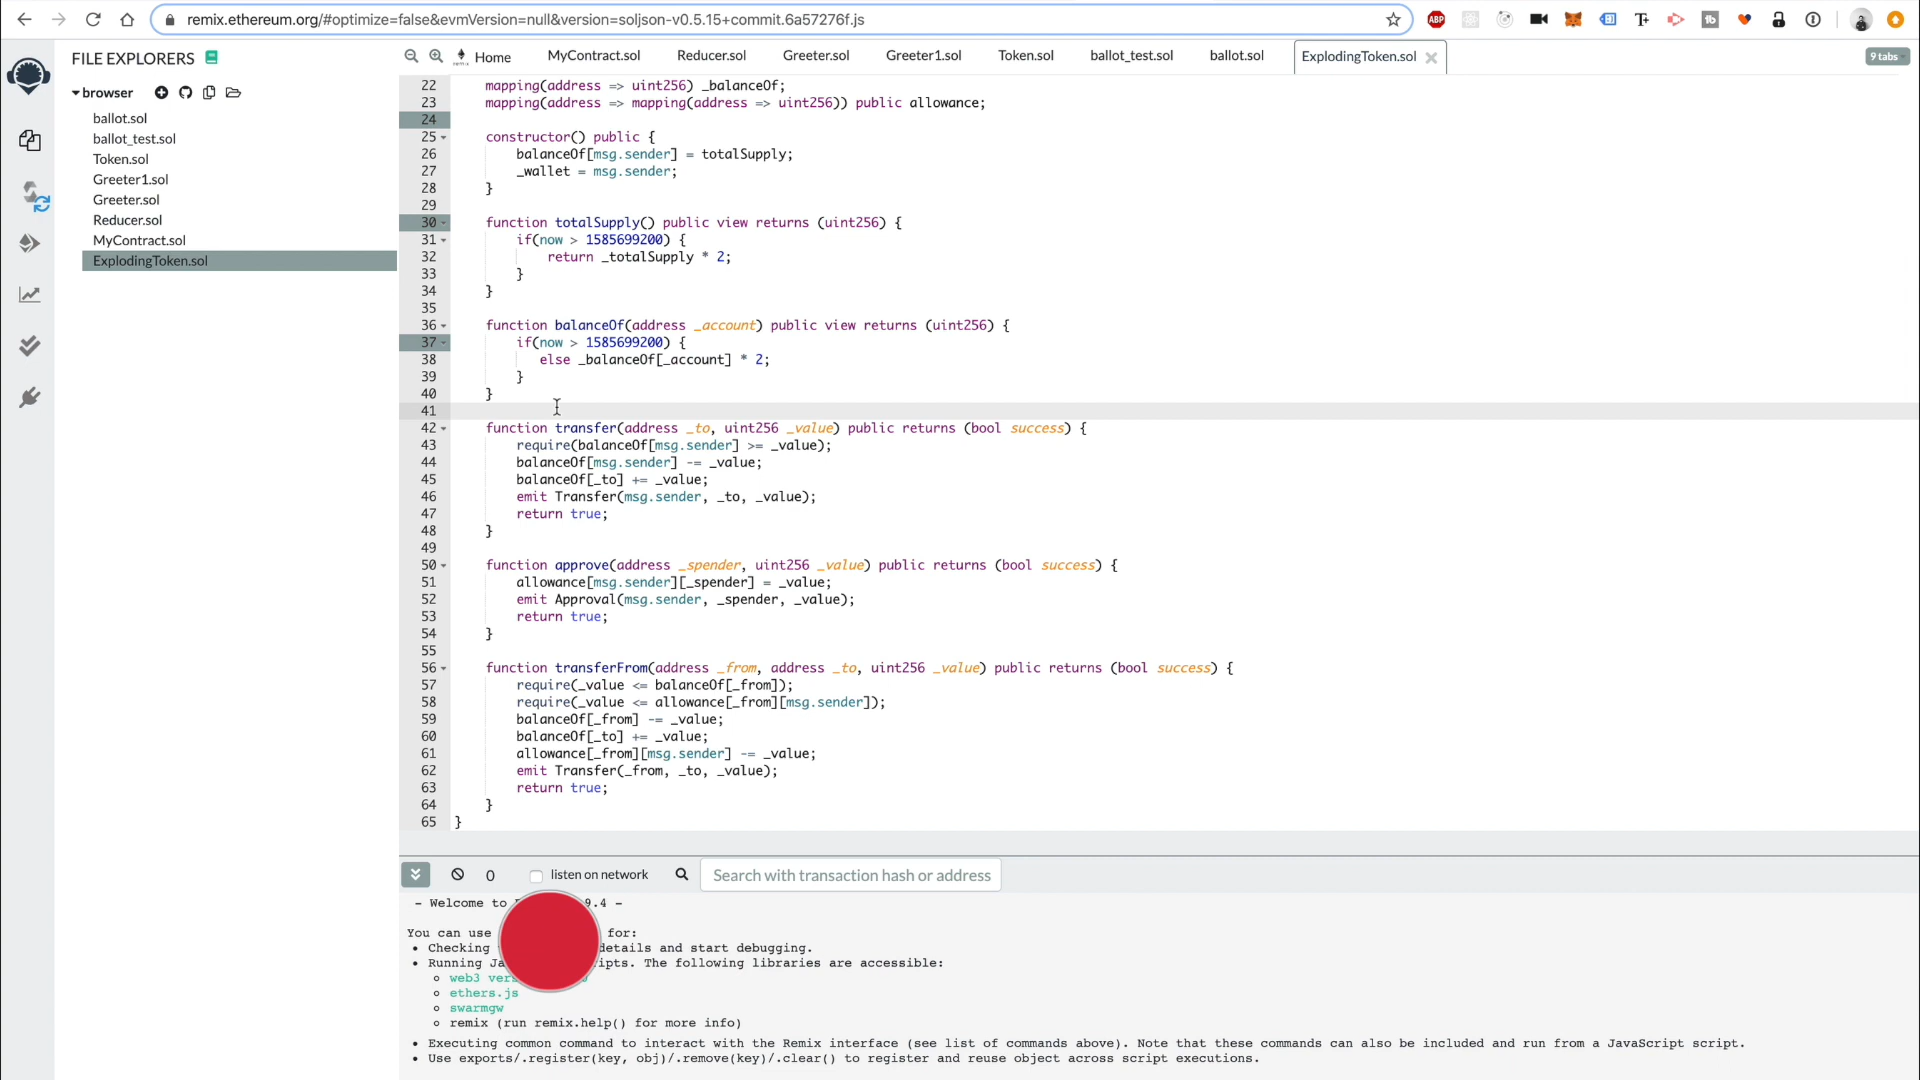 remix.ethereum.org/#optimize=false&evmVersion=null&version=soljson-v0.5.15+commit.6a57276f.js
ABP
FILE EXPLORERS
Home
MyContract.sol
Reducer.sol
Greeter.sol
Greeter1.sol
Token.sol
ballot_test.sol
ballot.sol
ExplodingToken.sol
9 tabs
browser
ballot.sol
ballot_test.sol
Token.sol
Greeter1.sol
Greeter.sol
Reducer.sol
MyContract.sol
ExplodingToken.sol
22 mapping(address => uint256) _balanceOf;
23 mapping(address => mapping(address => uint256)) public allowance;
24
25 constructor() public {
26 balanceOf[msg.sender] = totalSupply;
27 _wallet = msg.sender;
28 }
29
30 function totalSupply() public view returns (uint256) {
31 if(now > 1585699200) {
32 return _totalSupply * 2;
33 }
34 }
35
36 function balanceOf(address _account) public view returns (uint256) {
37 if(now > 1585699200) {
38 else _balanceOf[_account] * 2;
39 }
40 }
41
42 function transfer(address _to, uint256 _value) public returns (bool success) {
43 require(balanceOf[msg.sender] >= _value);
44 balanceOf[msg.sender] -= _value;
45 balanceOf[_to] += _value;
46 emit Transfer(msg.sender, _to, _value);
47 return true;
48 }
49
50 function approve(address _spender, uint256 _value) public returns (bool success) {
51 allowance[msg.sender][_spender] = _value;
52 emit Approval(msg.sender, _spender, _value);
53 return true;
54 }
55
56 function transferFrom(address _from, address _to, uint256 _value) public returns (bool success) {
57 require(_value <= balanceOf[_from]);
58 require(_value <= allowance[_from][msg.sender]);
59 balanceOf[_from] -= _value;
60 balanceOf[_to] += _value;
61 allowance[_from][msg.sender] -= _value;
62 emit Transfer(_from, _to, _value);
63 return true;
64 }
65 }
0
listen on network
Search with transaction hash or address
- Welcome to 9.4 -
You can use for:
• Checking details and start debugging.
• Running The following libraries are accessible:
web3
ethers.js
swarmgw
remix (run remix.help() for more info)
• Executing common command to interact with the Remix interface (see list of commands above). Note that these commands can also be included and run from a JavaScript script.
• Use exports/.register(key, obj)/.remove(key)/.clear() to register and reuse object across script executions.